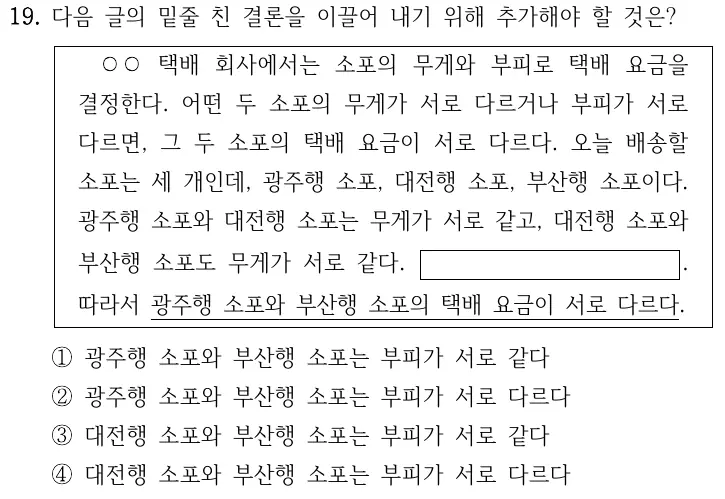 19. 다음 글의 밑줄 친 결론을 이끌어 내기 위해 추가해야 할 것은?
○○ 택배 회사에서는 소포의 무게와 부피로 택배 요금을
결정한다. 어떤 두 소포의 무게가 서로 다르거나 부피가 서로
다르면, 그 두 소포의 택배 요금이 서로 다르다. 오늘 배송할
소포는 세 개인데, 광주행 소포, 대전행 소포, 부산행 소포이다.
광주행 소포와 대전행 소포는 무게가 서로 같고, 대전행 소포와
부산행 소포도 무게가 서로 같다. .
따라서 광주행 소포와 부산행 소포의 택배 요금이 서로 다르다.
① 광주행 소포와 부산행 소포는 부피가 서로 같다
② 광주행 소포와 부산행 소포는 부피가 서로 다르다
③ 대전행 소포와 부산행 소포는 부피가 서로 같다
④ 대전행 소포와 부산행 소포는 부피가 서로 다르다